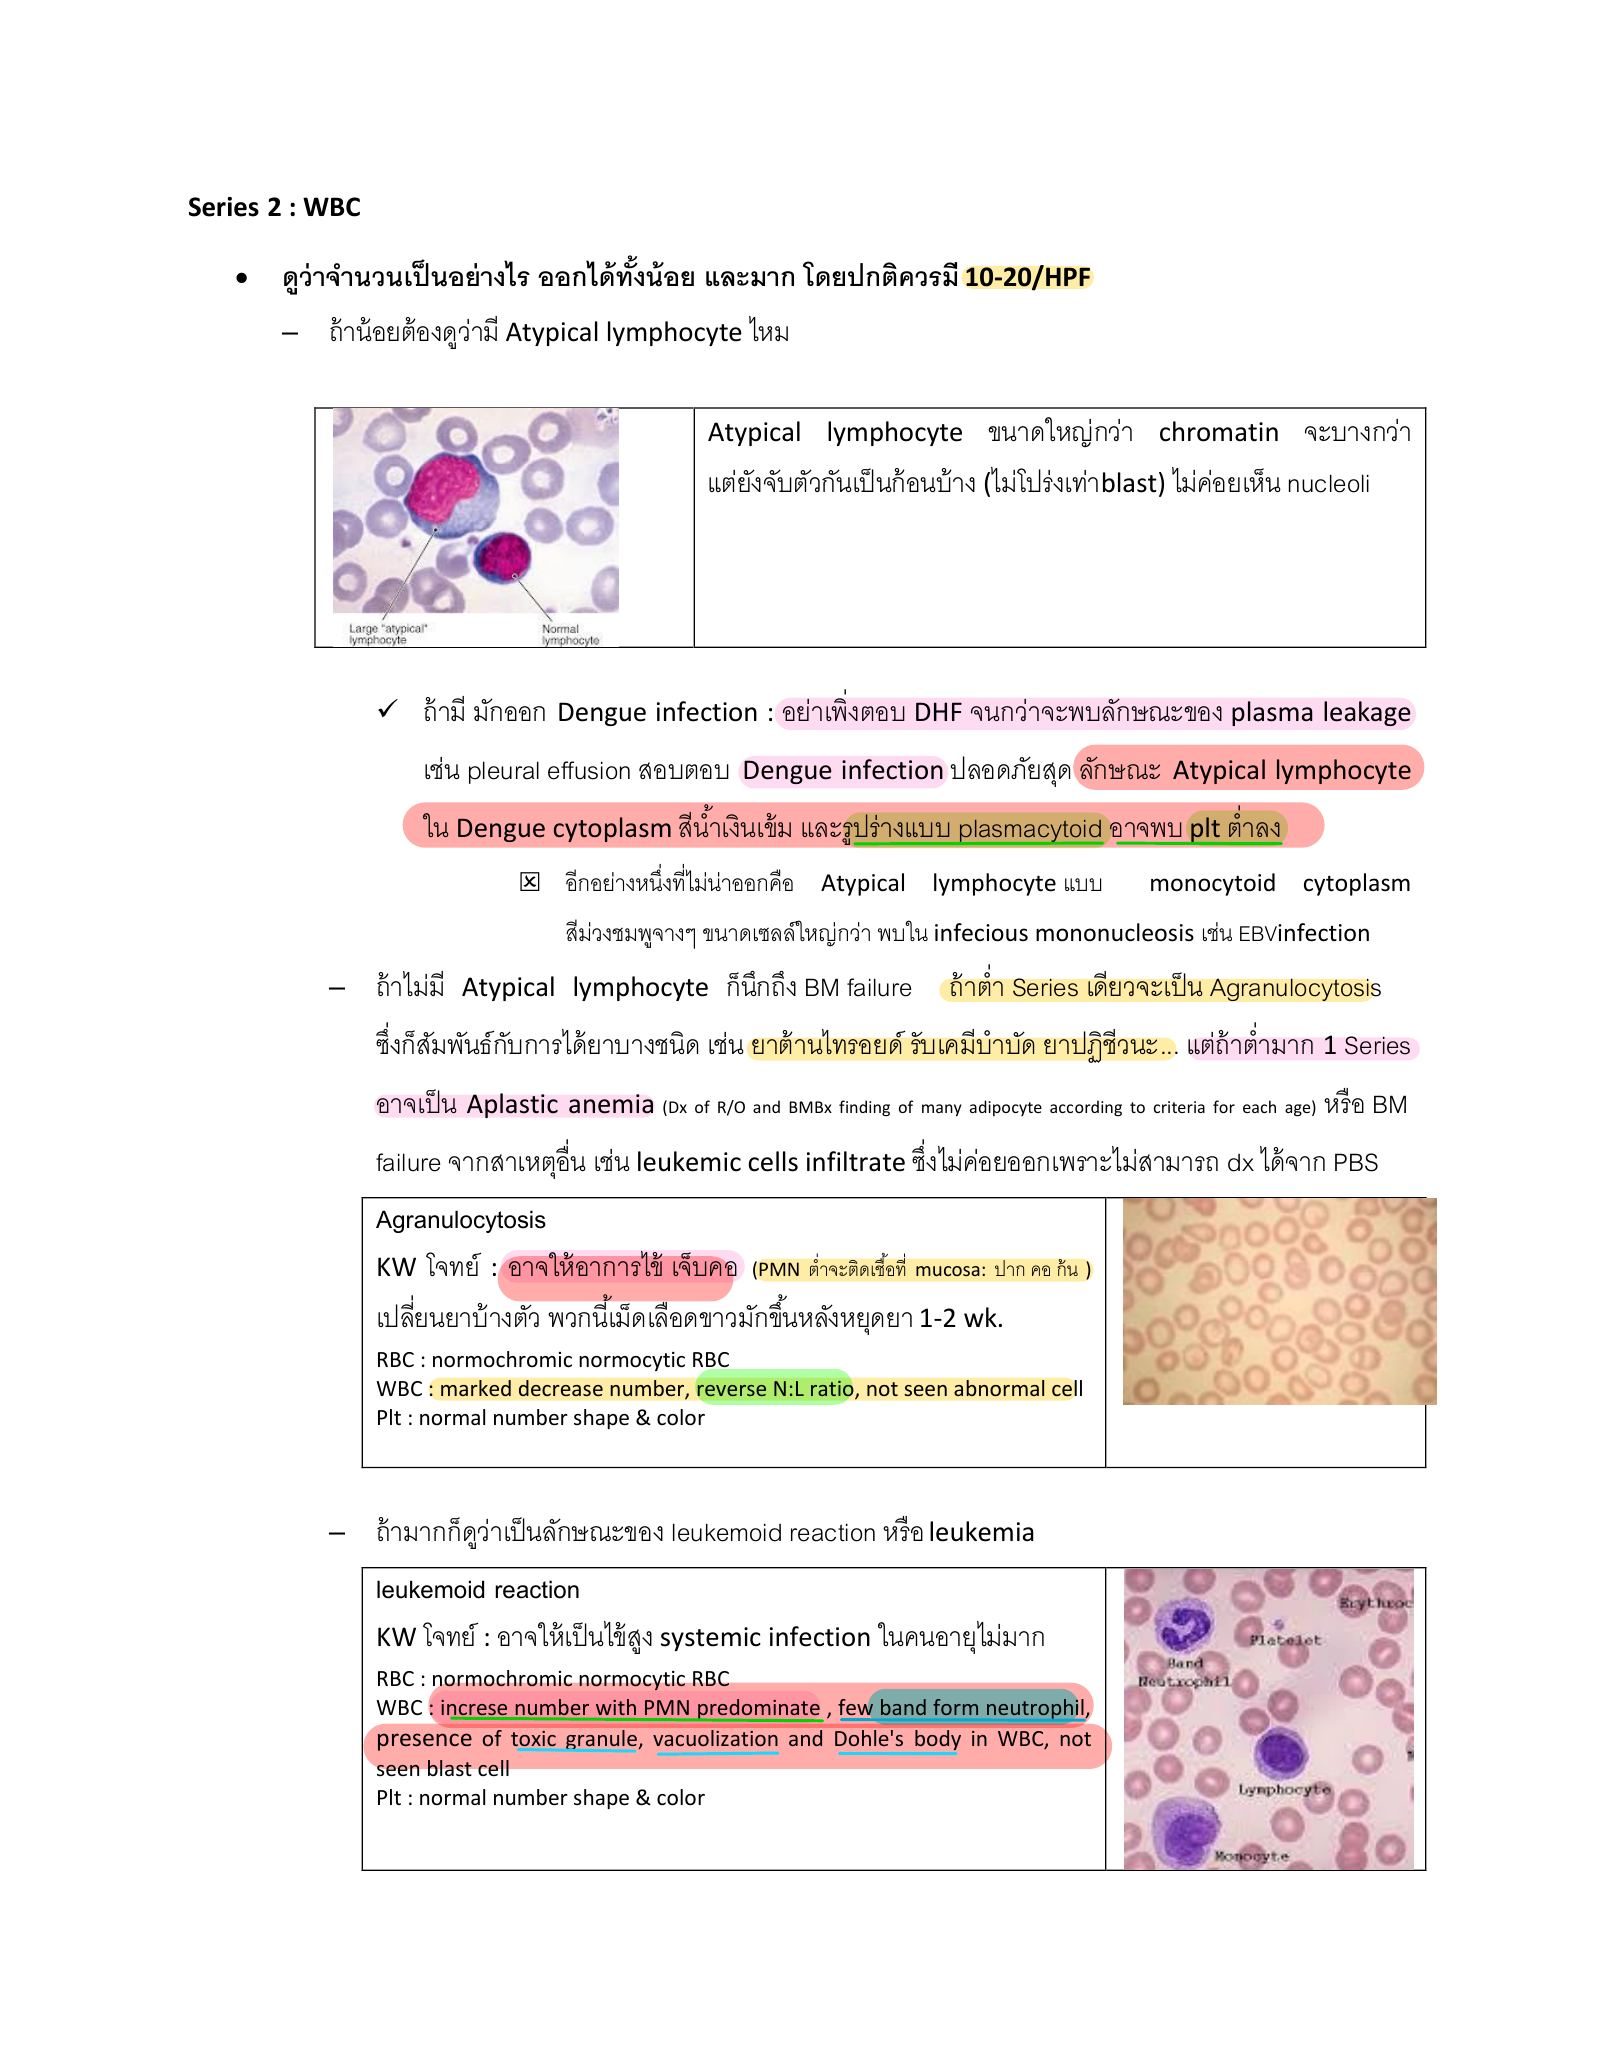 Series 2 : WBC
• ดูว่าจำนวนเป็นอย่างไร ออกได้ทั้งน้อย และมาก โดยปกติควรมี 10-20/HPF
– ถ้าน้อยต้องดูว่ามี Atypical lymphocyte ไหม
Large "atypical" lymphocyte
Normal lymphocyte
Atypical lymphocyte ขนาดใหญ่กว่า chromatin จะบางกว่า
แต่ยังจับตัวกันเป็นก้อนบ้าง (ไม่โปร่งเท่าblast) ไม่ค่อยเห็น nucleoli
✓ ถ้ามี มักออก Dengue infection : อย่าเพิ่งตอบ DHF จนกว่าจะพบลักษณะของ plasma leakage
เช่น pleural effusion สอบตอบ Dengue infection ปลอดภัยสุด ลักษณะ Atypical lymphocyte
ใน Dengue cytoplasm สีน้ำเงินเข้ม และรูปร่างแบบ plasmacytoid อาจพบ plt ต่ำลง
☒ อีกอย่างหนึ่งที่ไม่น่าออกคือ Atypical lymphocyte แบบ monocytoid cytoplasm
สีม่วงชมพูจางๆ ขนาดเซลล์ใหญ่กว่า พบใน infecious mononucleosis เช่น EBVinfection
– ถ้าไม่มี Atypical lymphocyte ก็นึกถึง BM failure ถ้าต่ำ Series เดียวจะเป็น Agranulocytosis
ซึ่งก็สัมพันธ์กับการได้ยาบางชนิด เช่น ยาต้านไทรอยด์ รับเคมีบำบัด ยาปฏิชีวนะ... แต่ถ้าต่ำมาก 1 Series
อาจเป็น Aplastic anemia (Dx of R/O and BMBx finding of many adipocyte according to criteria for each age) หรือ BM
failure จากสาเหตุอื่น เช่น leukemic cells infiltrate ซึ่งไม่ค่อยออกเพราะไม่สามารถ dx ได้จาก PBS
Agranulocytosis
KW โจทย์ : อาจให้อาการไข้ เจ็บคอ (PMN ต่ำจะติดเชื้อที่ mucosa: ปาก คอ ก้น )
เปลี่ยนยาบ้างตัว พวกนี้เม็ดเลือดขาวมักขึ้นหลังหยุดยา 1-2 wk.
RBC : normochromic normocytic RBC
WBC : marked decrease number, reverse N:L ratio, not seen abnormal cell
Plt : normal number shape & color
– ถ้ามากก็ดูว่าเป็นลักษณะของ leukemoid reaction หรือ leukemia
leukemoid reaction
KW โจทย์ : อาจให้เป็นไข้สูง systemic infection ในคนอายุไม่มาก
RBC : normochromic normocytic RBC
WBC : increse number with PMN predominate , few band form neutrophil,
presence of toxic granule, vacuolization and Dohle's body in WBC, not
seen blast cell
Plt : normal number shape & color
Erythroc
Platelet
Band
Neutrophil
Lymphocyte
Monocyte